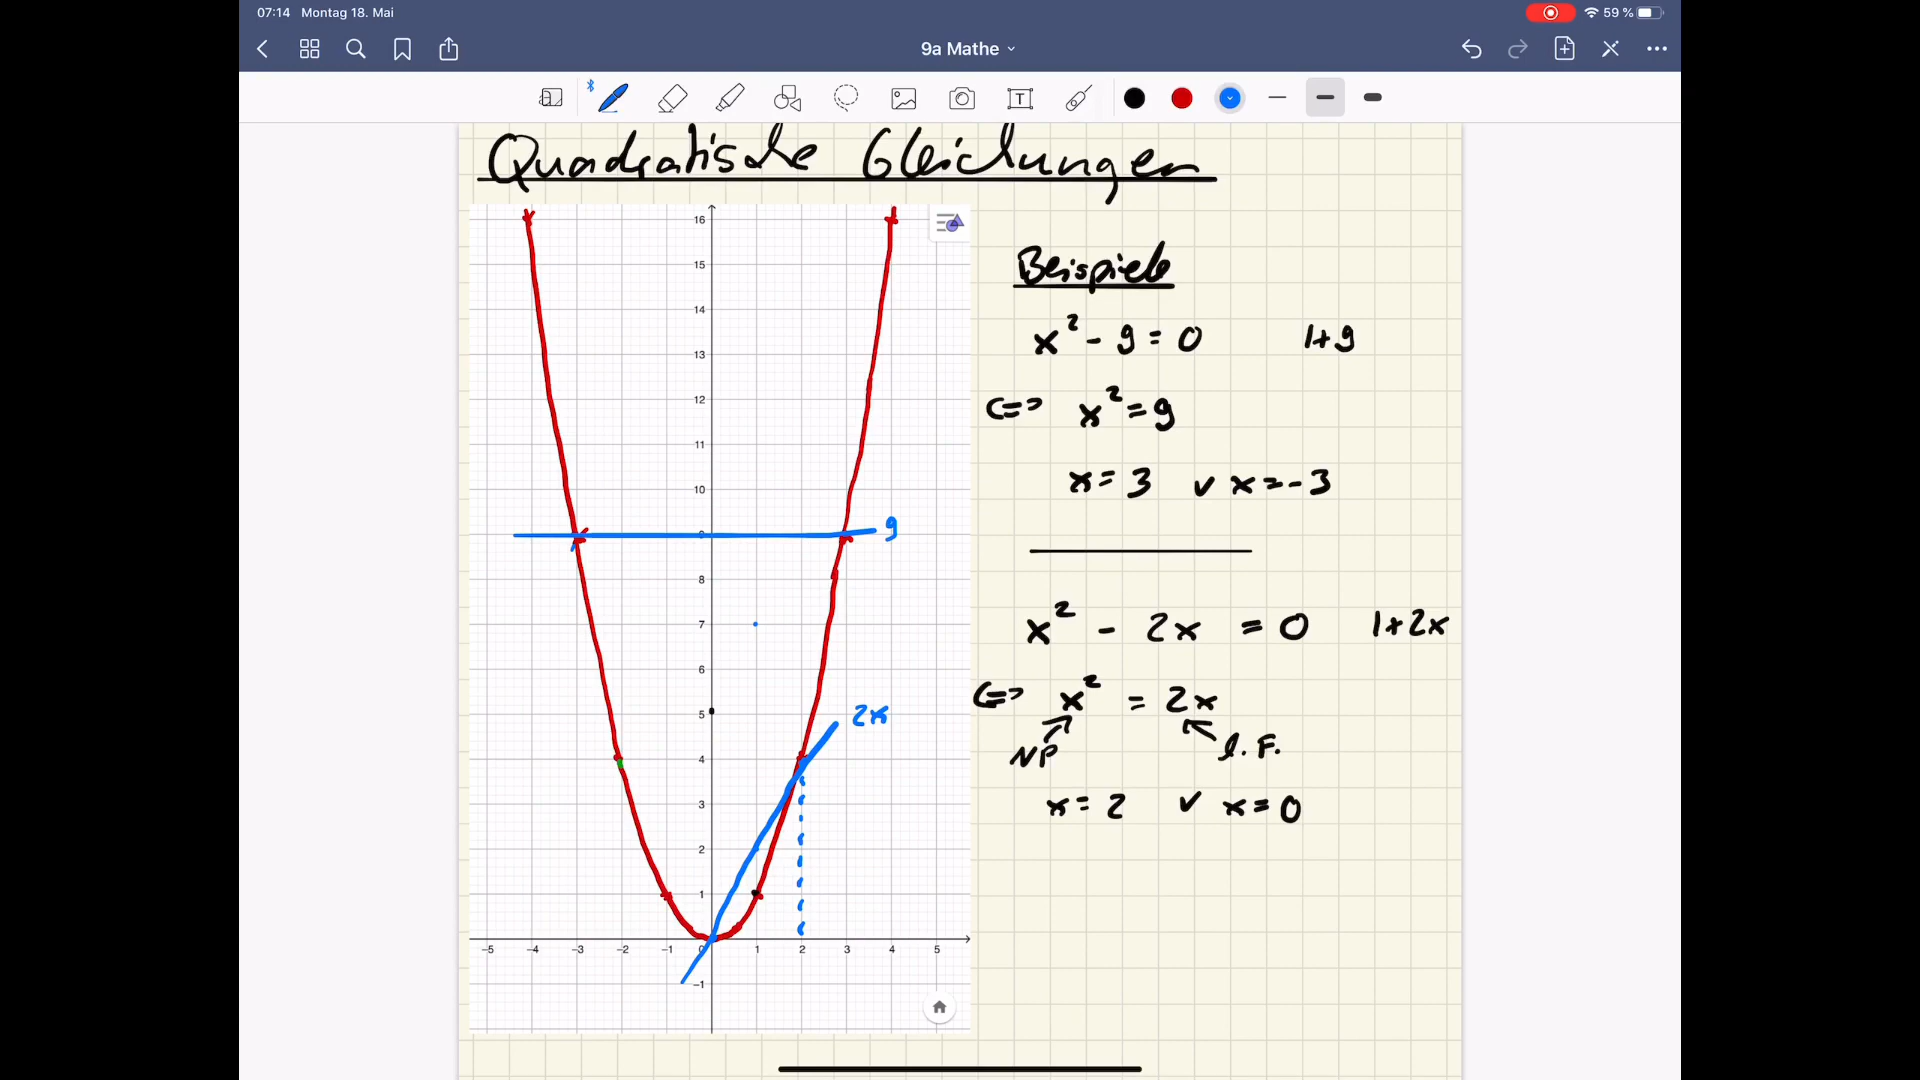 07:14 Montag 18. Mai 59 %
9a Mathe
Quadratische Gleichungen
Beispiele
x² - 9 = 0 | + 9
<=> x² = 9
x = 3 v x = -3
x² - 2x = 0 | + 2x
<=> x² = 2x
NP l. F.
x = 2 v x = 0
16
15
14
13
12
11
10
9 9
8
7
6
5 2x
4
3
2
1
-5 -4 -3 -2 -1 0 1 2 3 4 5
-1